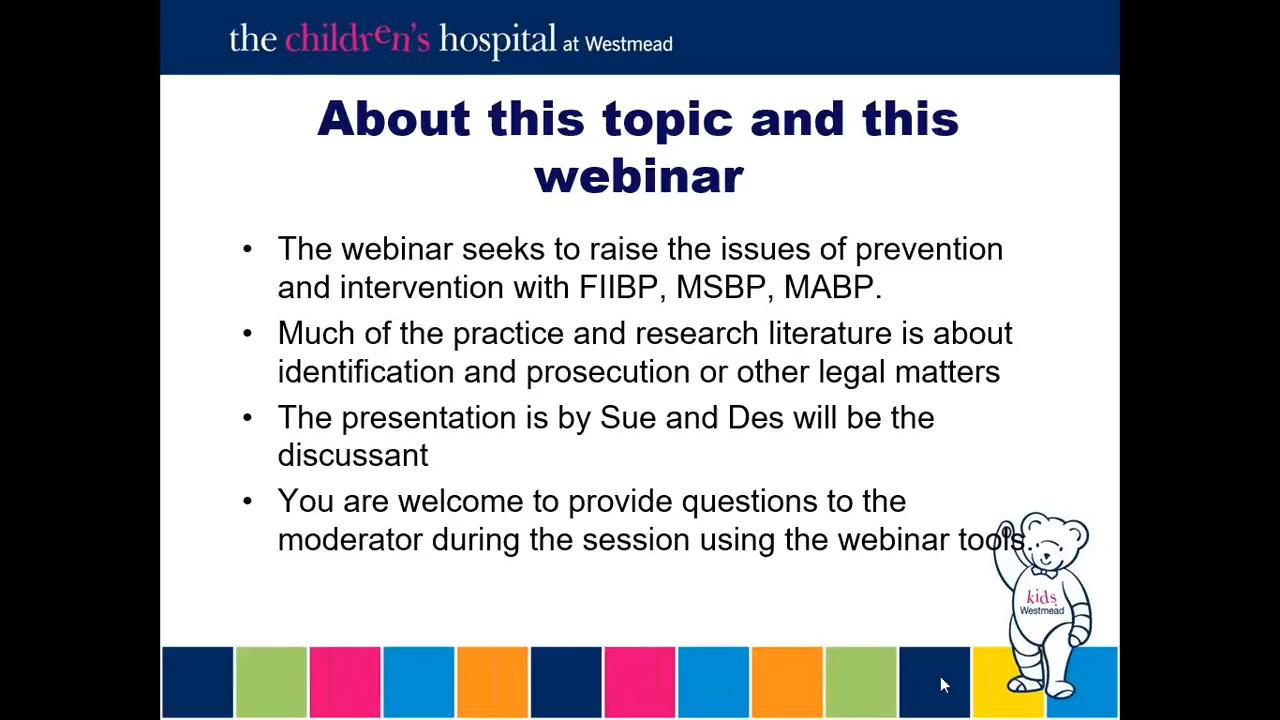 the children's hospital at Westmead
About this topic and this
webinar
• The webinar seeks to raise the issues of prevention
and intervention with FIIBP, MSBP, MABP.
• Much of the practice and research literature is about
identification and prosecution or other legal matters
• The presentation is by Sue and Des will be the
discussant
• You are welcome to provide questions to the
moderator during the session using the webinar tools
kids
Westmead